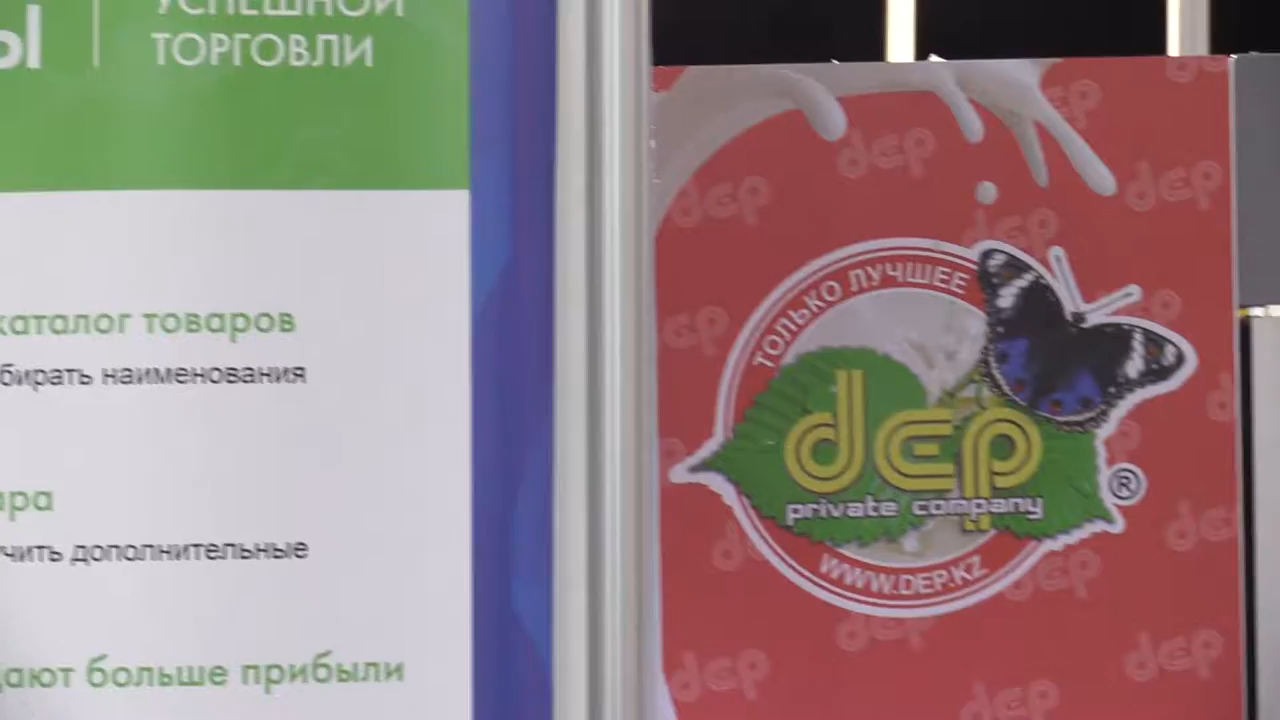 УСПЕШНОЙ
ТОРГОВЛИ
каталог товаров
бирать наименования
ара
учить дополнительные
дают больше прибыли
ТОЛЬКО ЛУЧШЕЕ
dep
private company
®
WWW.DEP.KZ